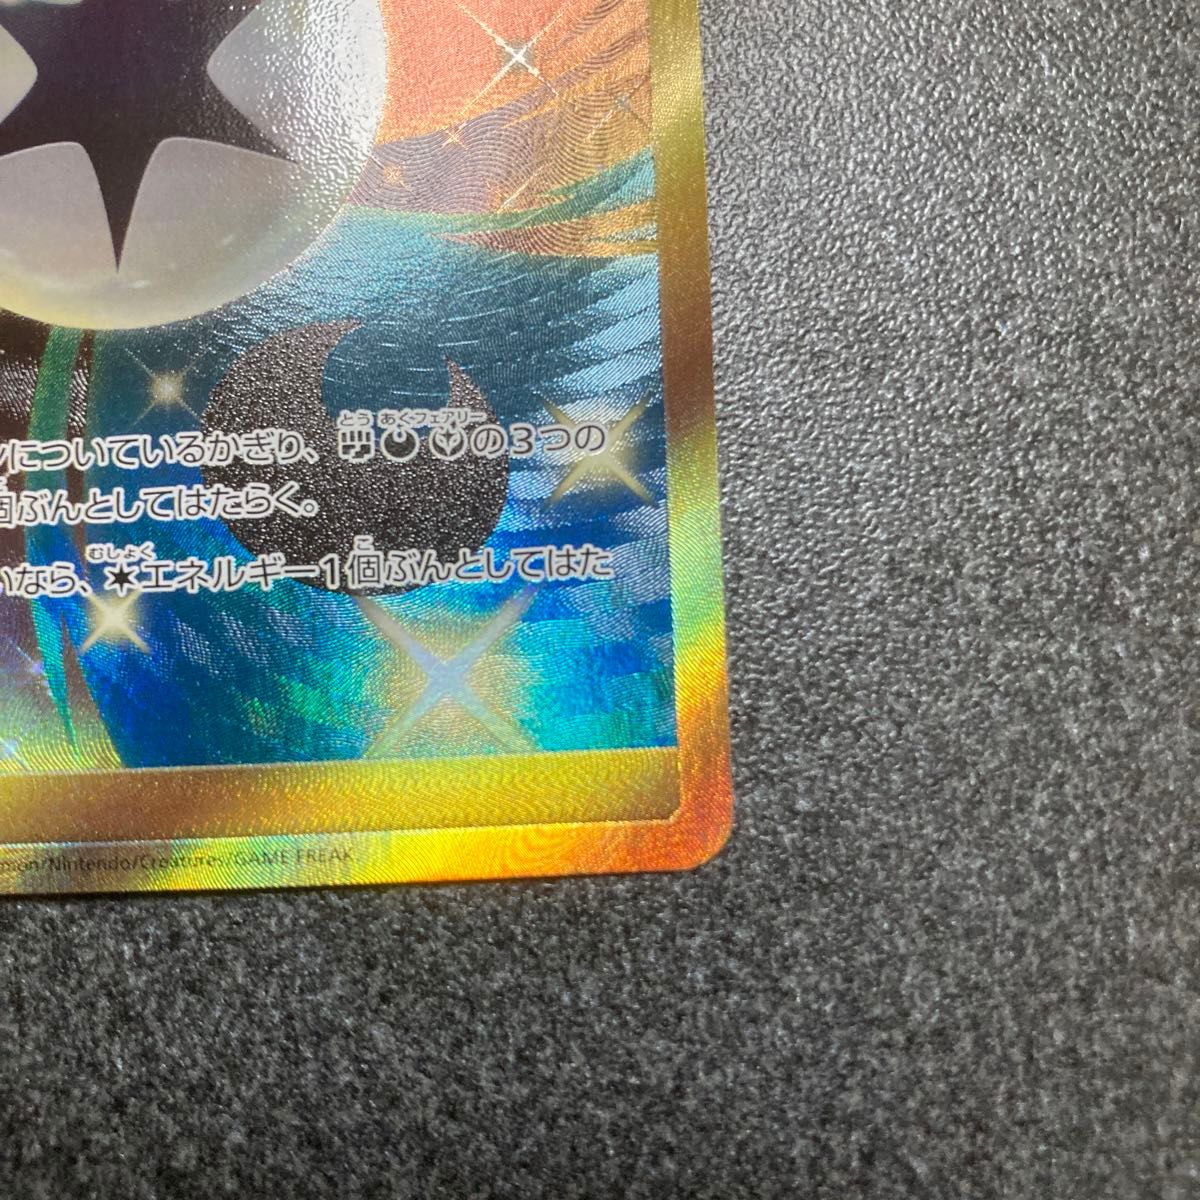 とう あくフェアリー
についているかぎり、の3つの
個ぶんとしてはたらく。
むしょく こ
いなら、エネルギー1個ぶんとしてはた
/Nintendo/Creatures/GAME FREAK